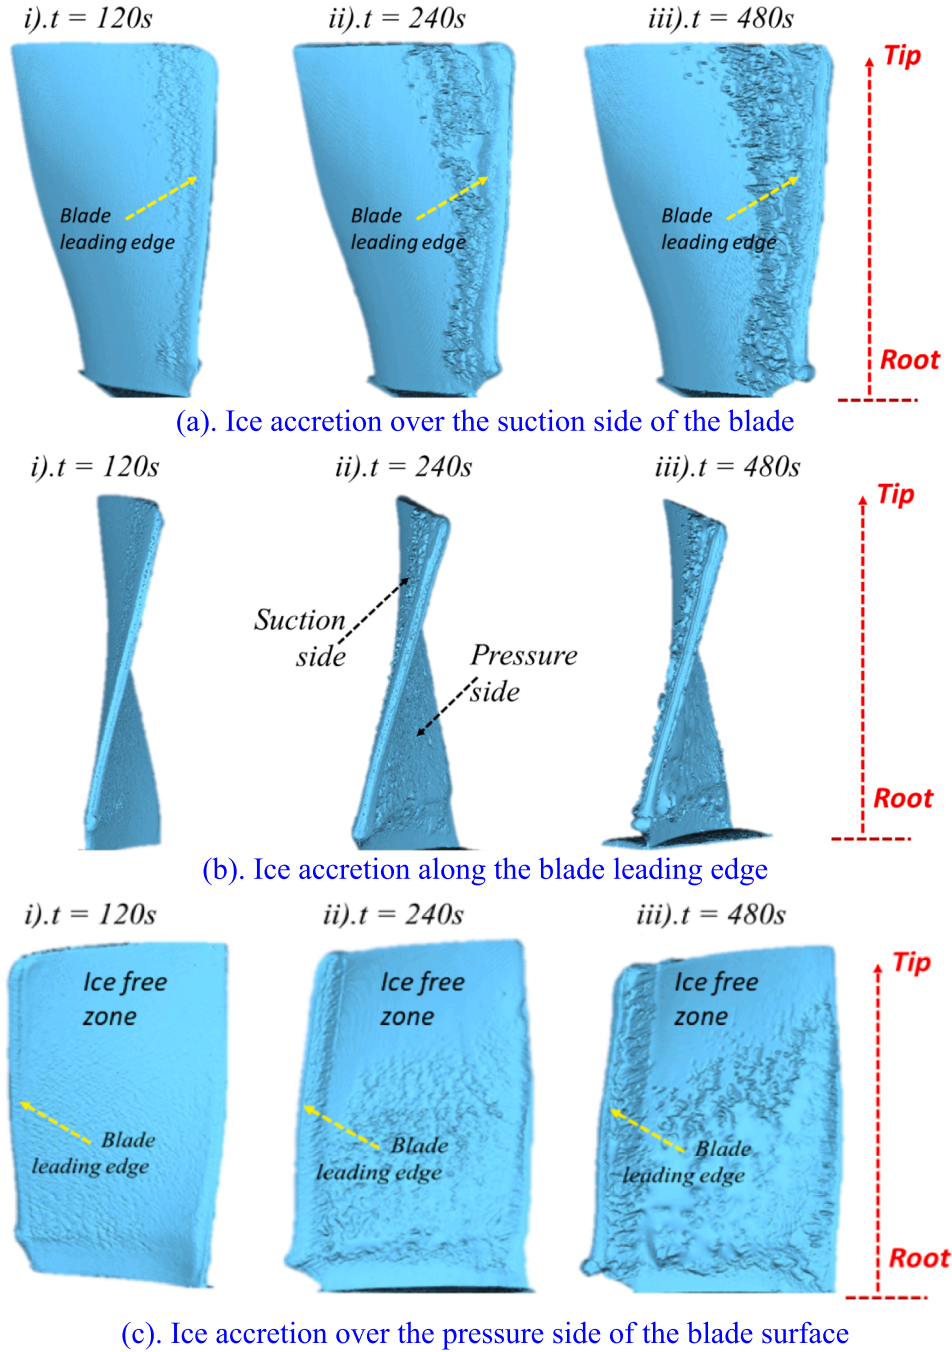 i).t = 120s
ii).t = 240s
iii).t = 480s
Tip
Blade
leading edge
Blade
leading edge
Blade
leading edge
Root
(a). Ice accretion over the suction side of the blade
i).t = 120s
ii).t = 240s
iii).t = 480s
Tip
Suction
side
Pressure
side
Root
(b). Ice accretion along the blade leading edge
i).t = 120s
ii).t = 240s
iii).t = 480s
Tip
Ice free
zone
Ice free
zone
Ice free
zone
Blade
leading edge
Blade
leading edge
Blade
leading edge
Root
(c). Ice accretion over the pressure side of the blade surface